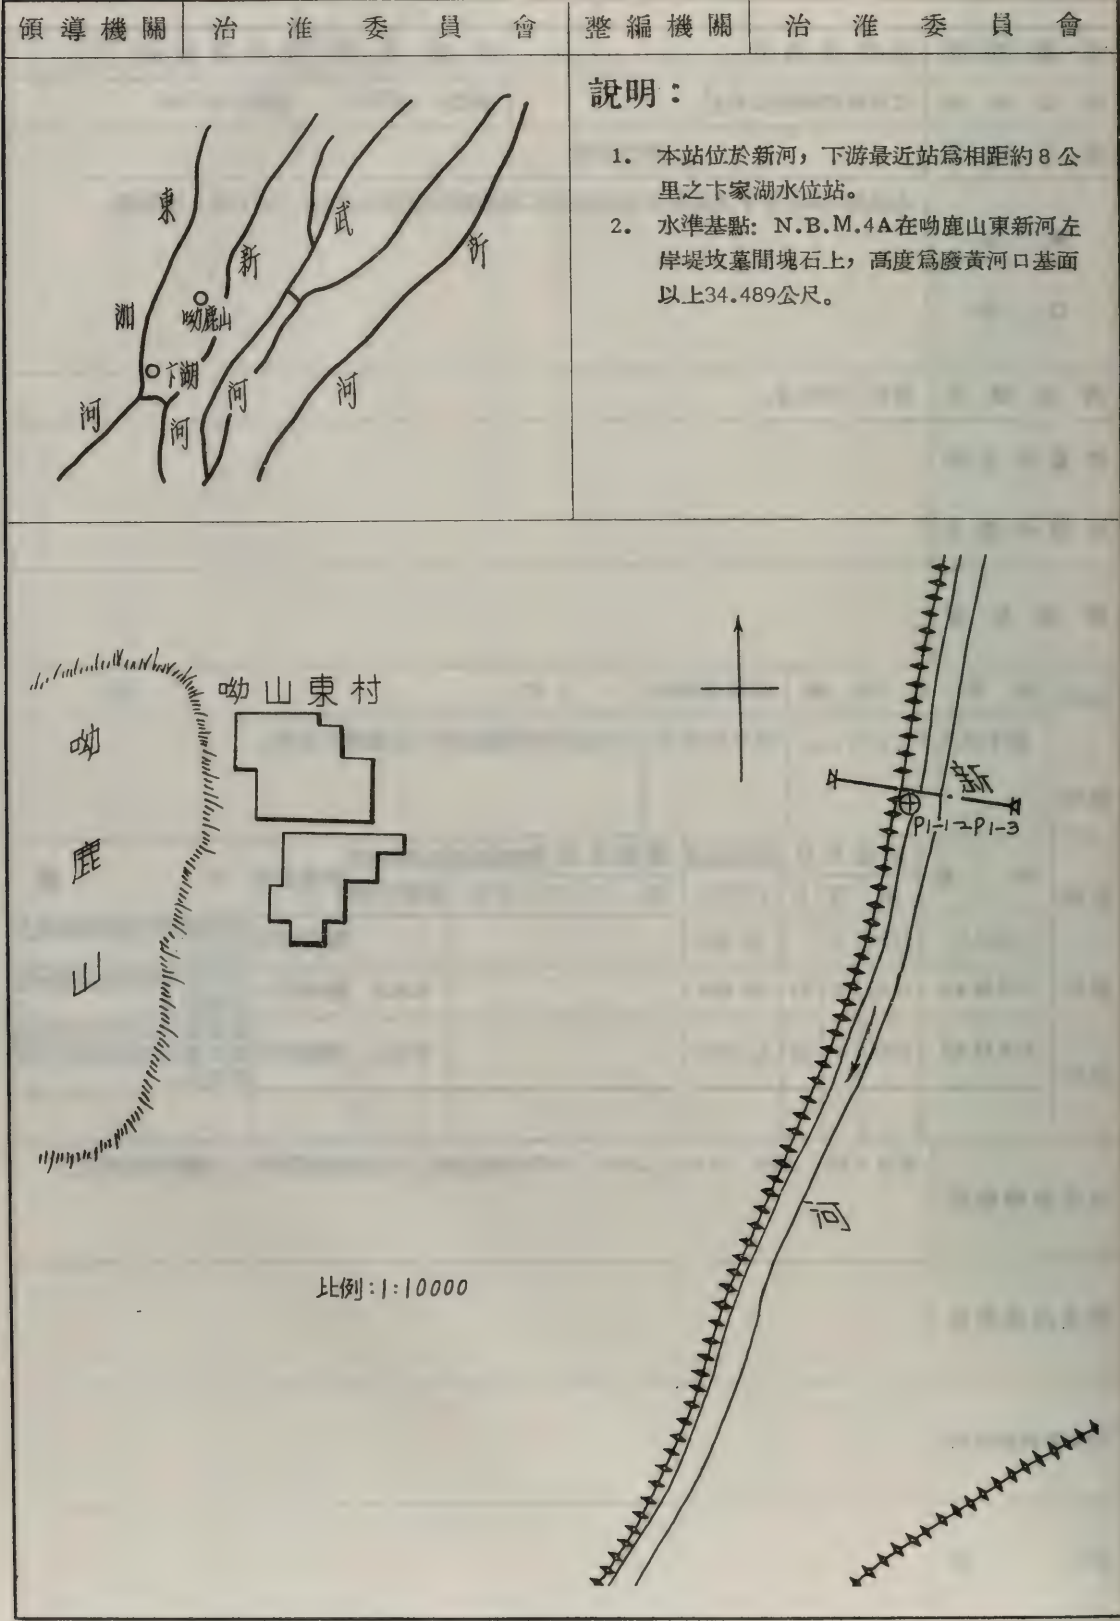 領導機關 治淮委員會 整編機關 治淮委員會
說明：
1. 本站位於新河，下游最近站爲相距約8公
里之卞家湖水位站。
2. 水準基點: N.B.M.4A在呦鹿山東新河左
岸堤坟墓間塊石上，高度爲廢黃河口基面
以上34.489公尺。
東
泇
河
新
河
武
河
沂
河
呦鹿山
卞湖
呦山東村
呦
鹿
山
新
P1-1~P1-3
河
比例:1:10000